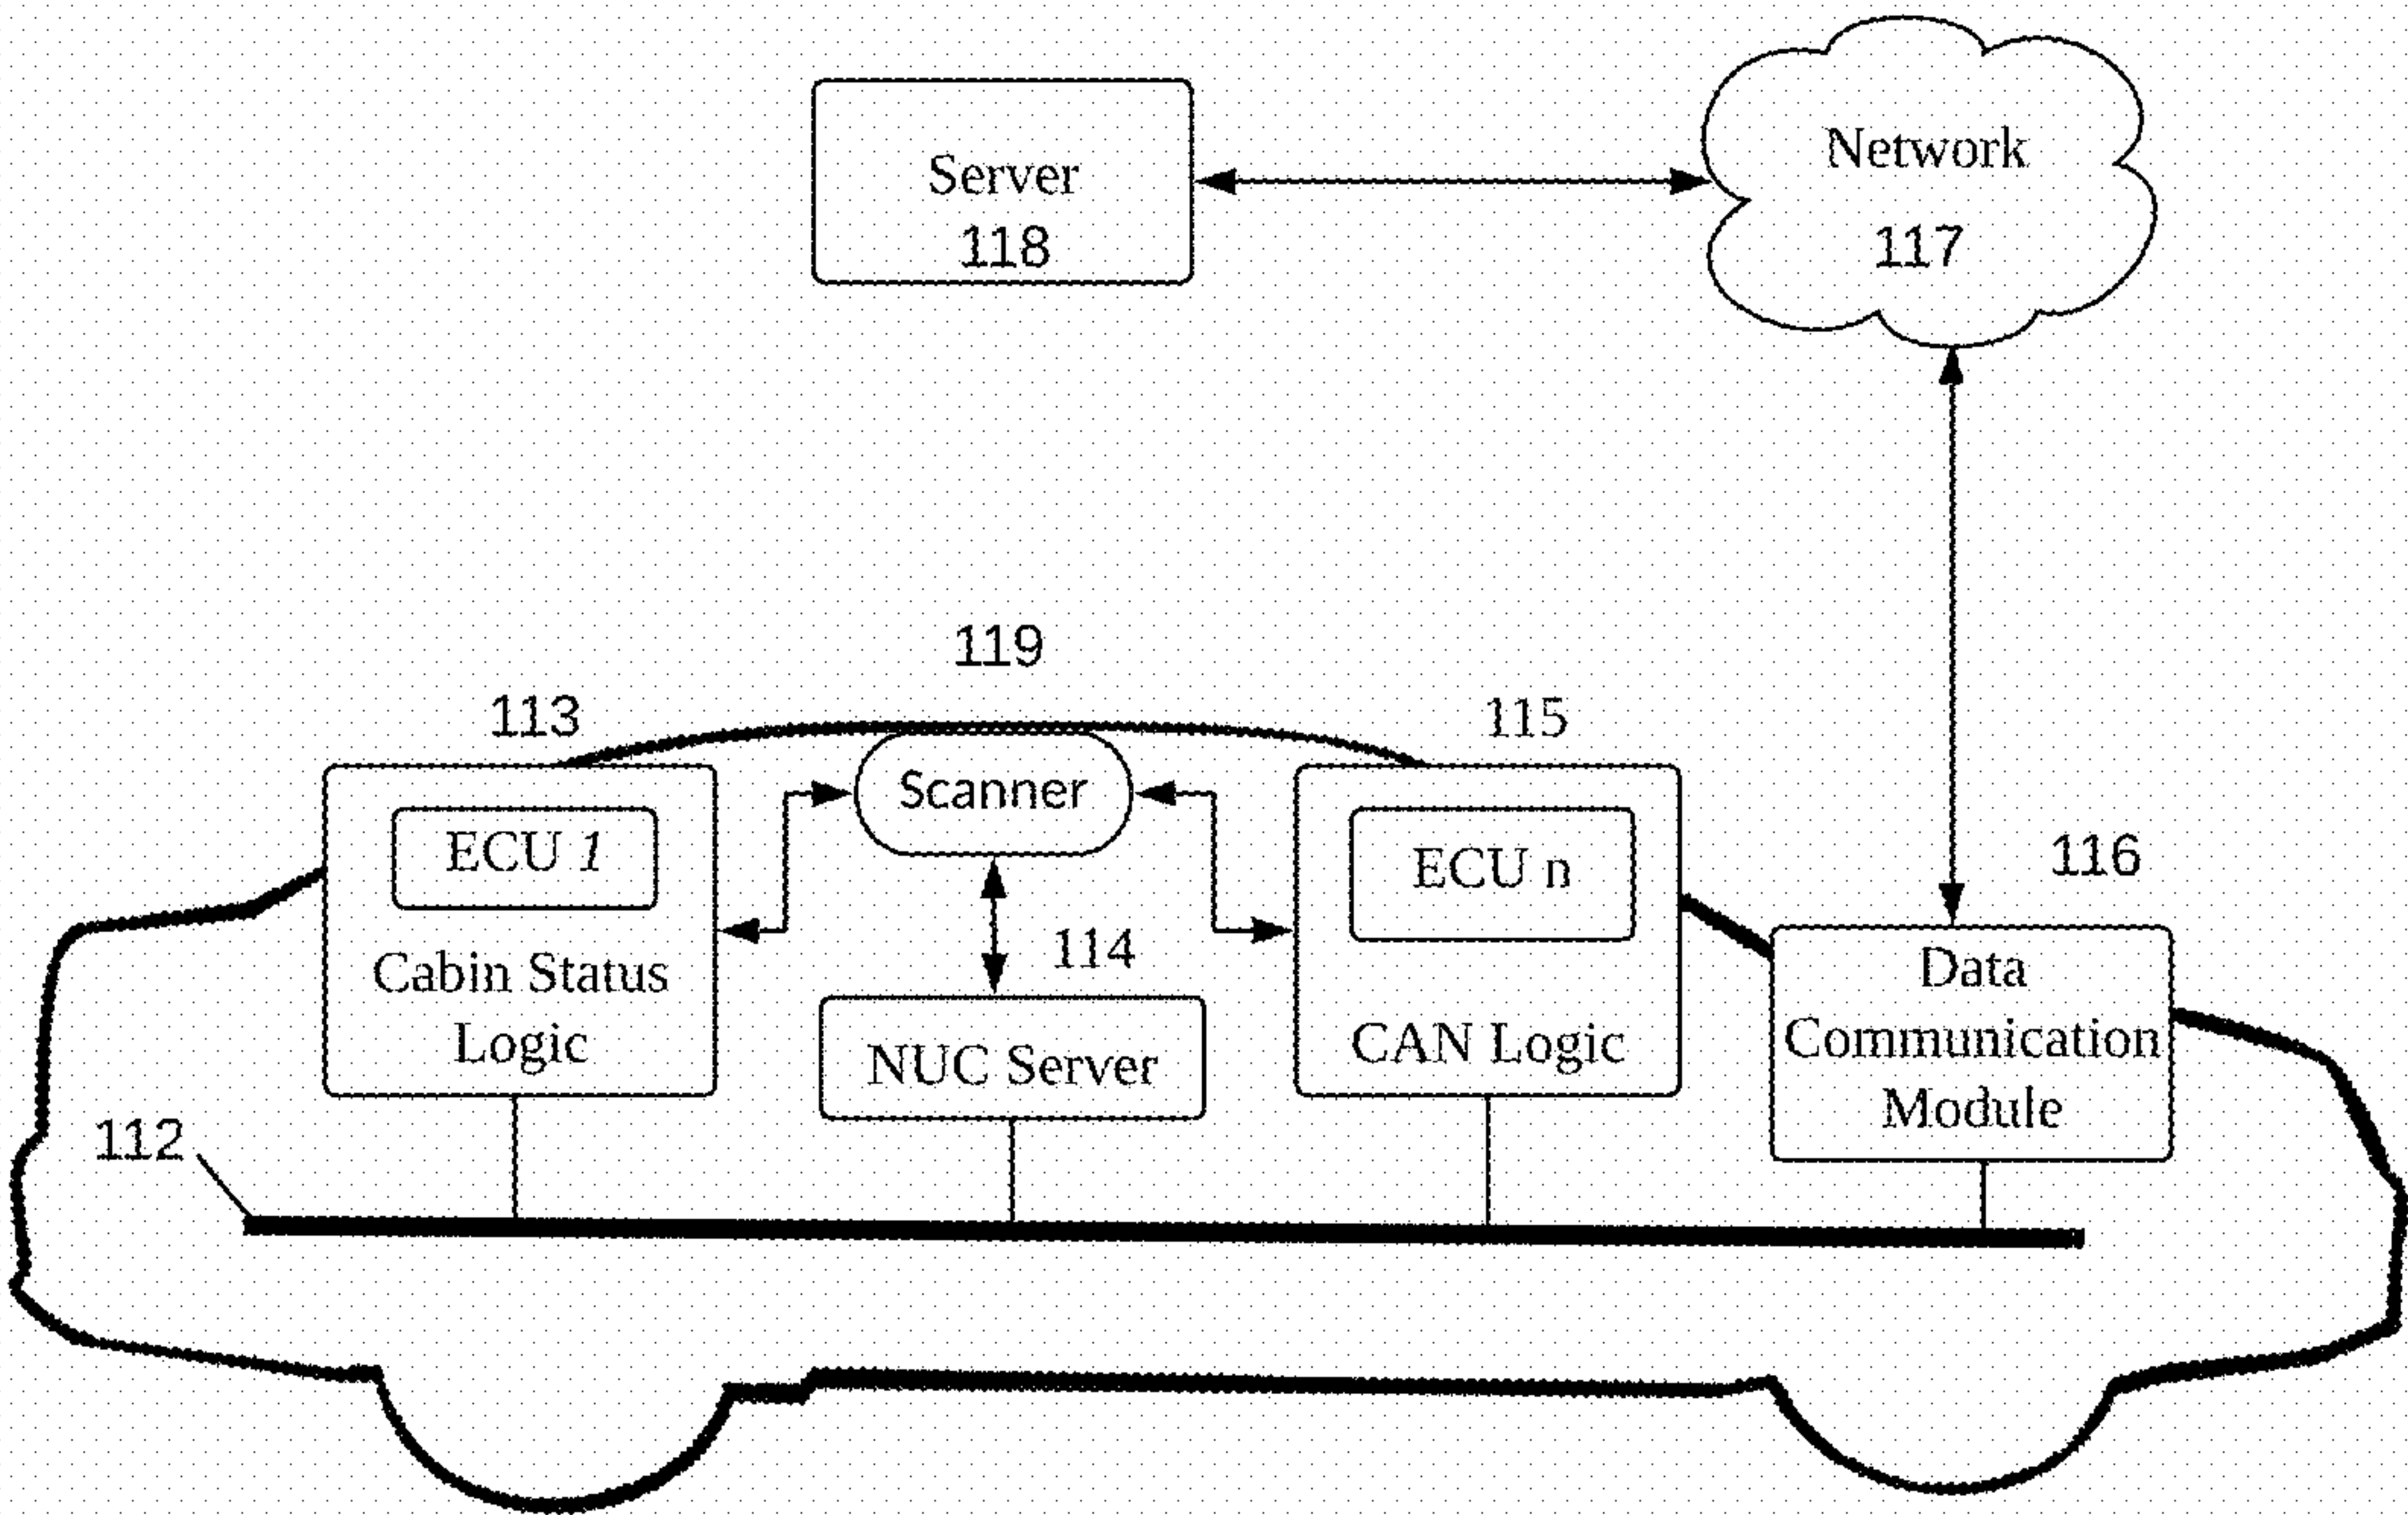 Server
118
Network
117
119
113
115
Scanner
ECU 1
ECU n
116
Cabin Status
Logic
114
NUC Server
CAN Logic
Data
Communication
Module
112